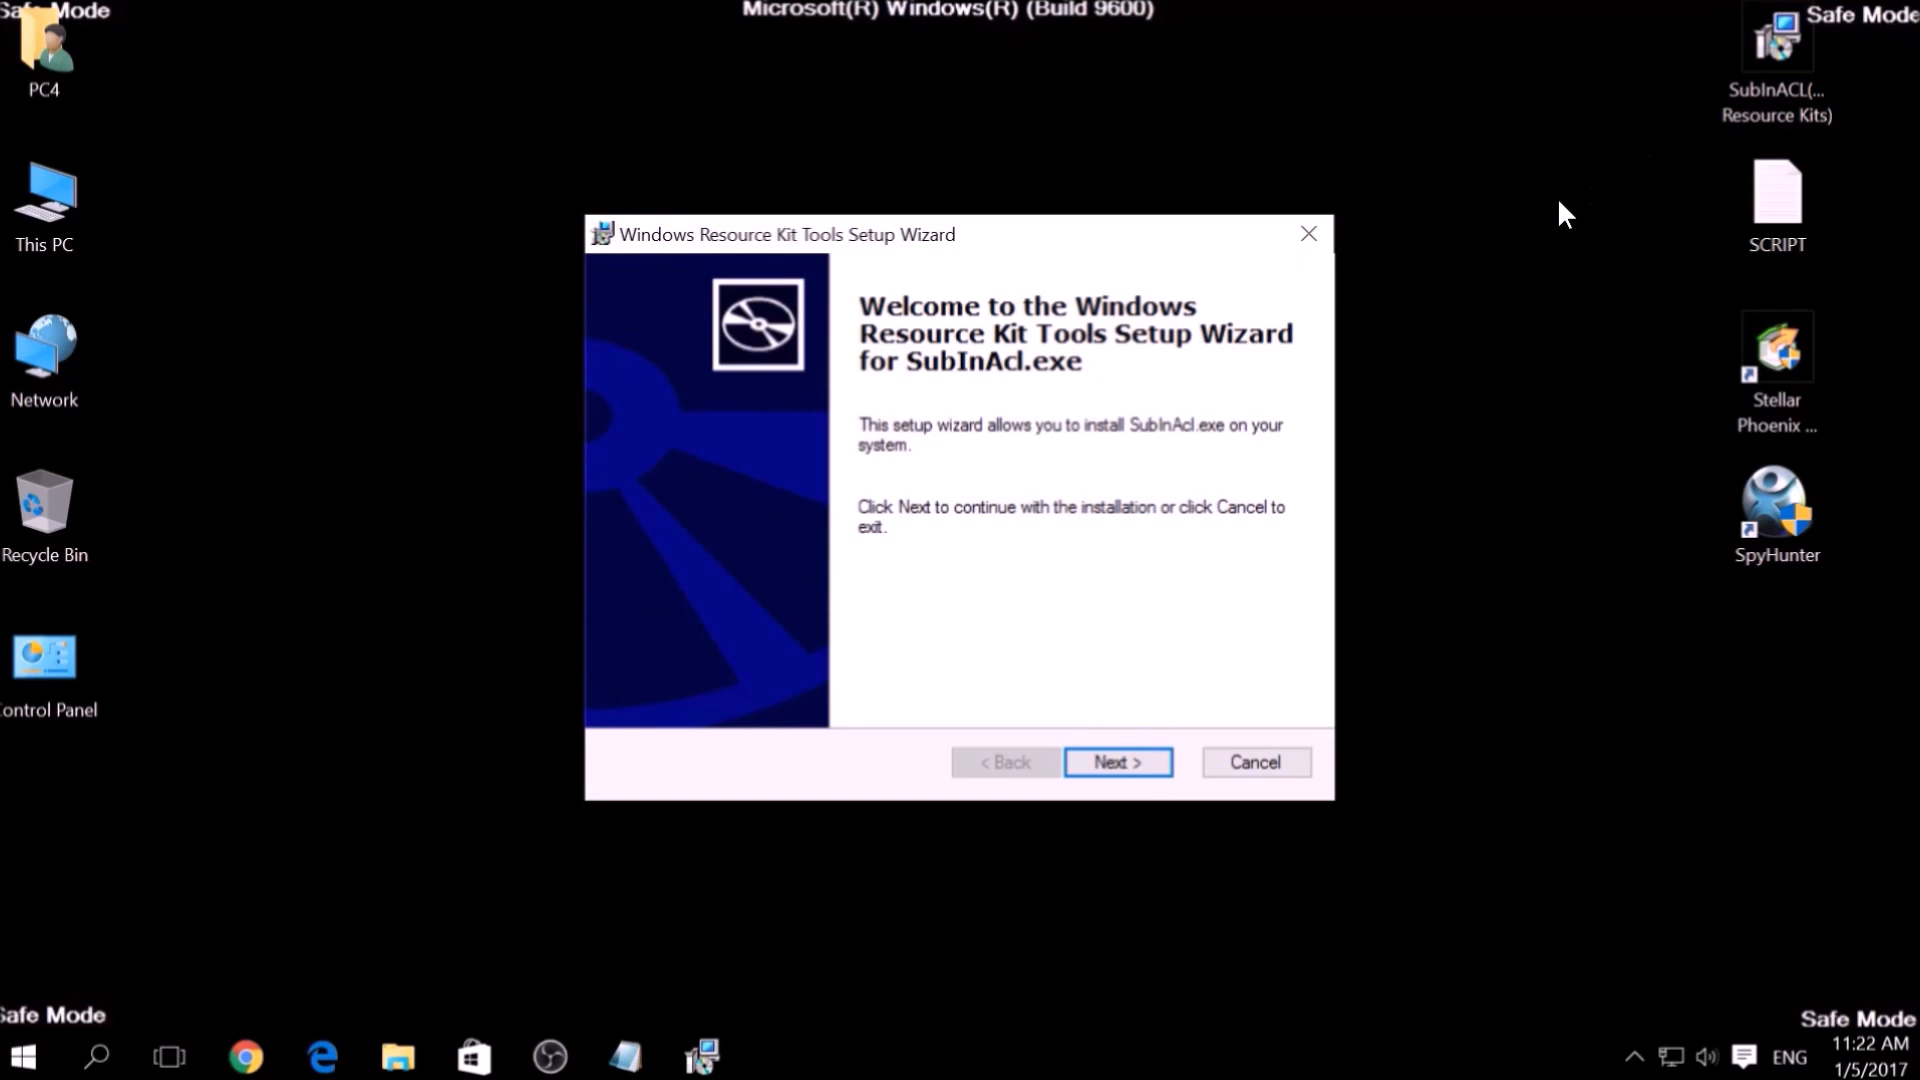 Safe Mode
Microsoft(R) Windows(R) (Build 9600)
Safe Mode
PC4
This PC
Network
Recycle Bin
Control Panel
SubInACL(...
Resource Kits)
SCRIPT
Stellar
Phoenix ...
SpyHunter
Windows Resource Kit Tools Setup Wizard
Welcome to the Windows
Resource Kit Tools Setup Wizard
for SubInAcl.exe
This setup wizard allows you to install SubInAcl.exe on your
system.
Click Next to continue with the installation or click Cancel to
exit.
< Back
Next >
Cancel
Safe Mode
Safe Mode
ENG
11:22 AM
1/5/2017